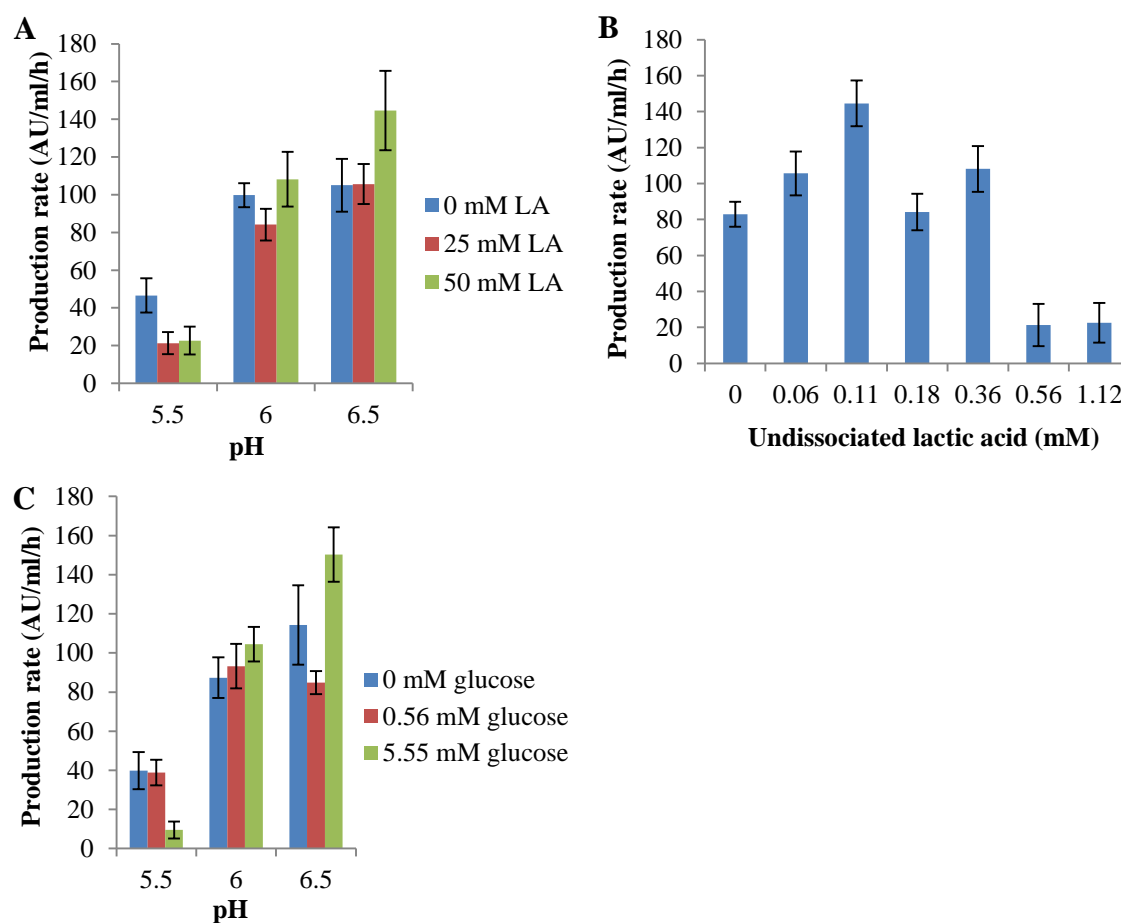 A
Production rate (AU/ml/h)
180
160
140
120
100
80
60
40
20
0
5.5 6 6.5
pH
0 mM LA
25 mM LA
50 mM LA
B
Production rate (AU/ml/h)
180
160
140
120
100
80
60
40
20
0
0 0.06 0.11 0.18 0.36 0.56 1.12
Undissociated lactic acid (mM)
C
Production rate (AU/ml/h)
180
160
140
120
100
80
60
40
20
0
5.5 6 6.5
pH
0 mM glucose
0.56 mM glucose
5.55 mM glucose